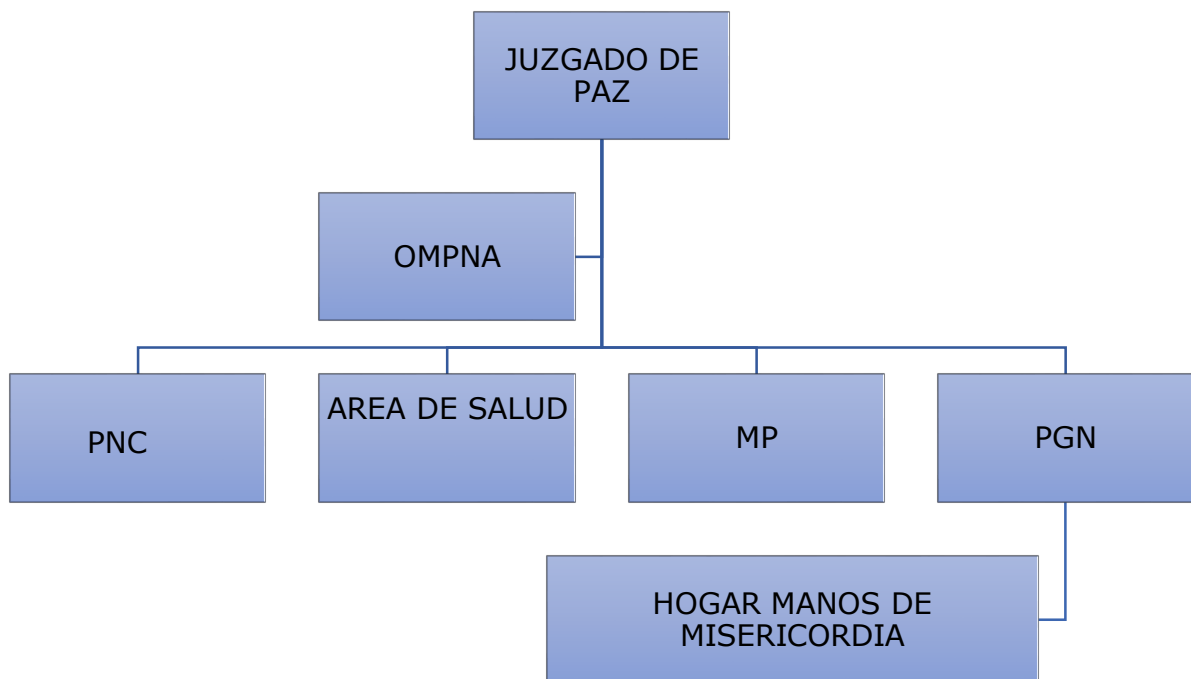 JUZGADO DE
PAZ
OMPNA
PNC
AREA DE SALUD
MP
PGN
HOGAR MANOS DE
MISERICORDIA